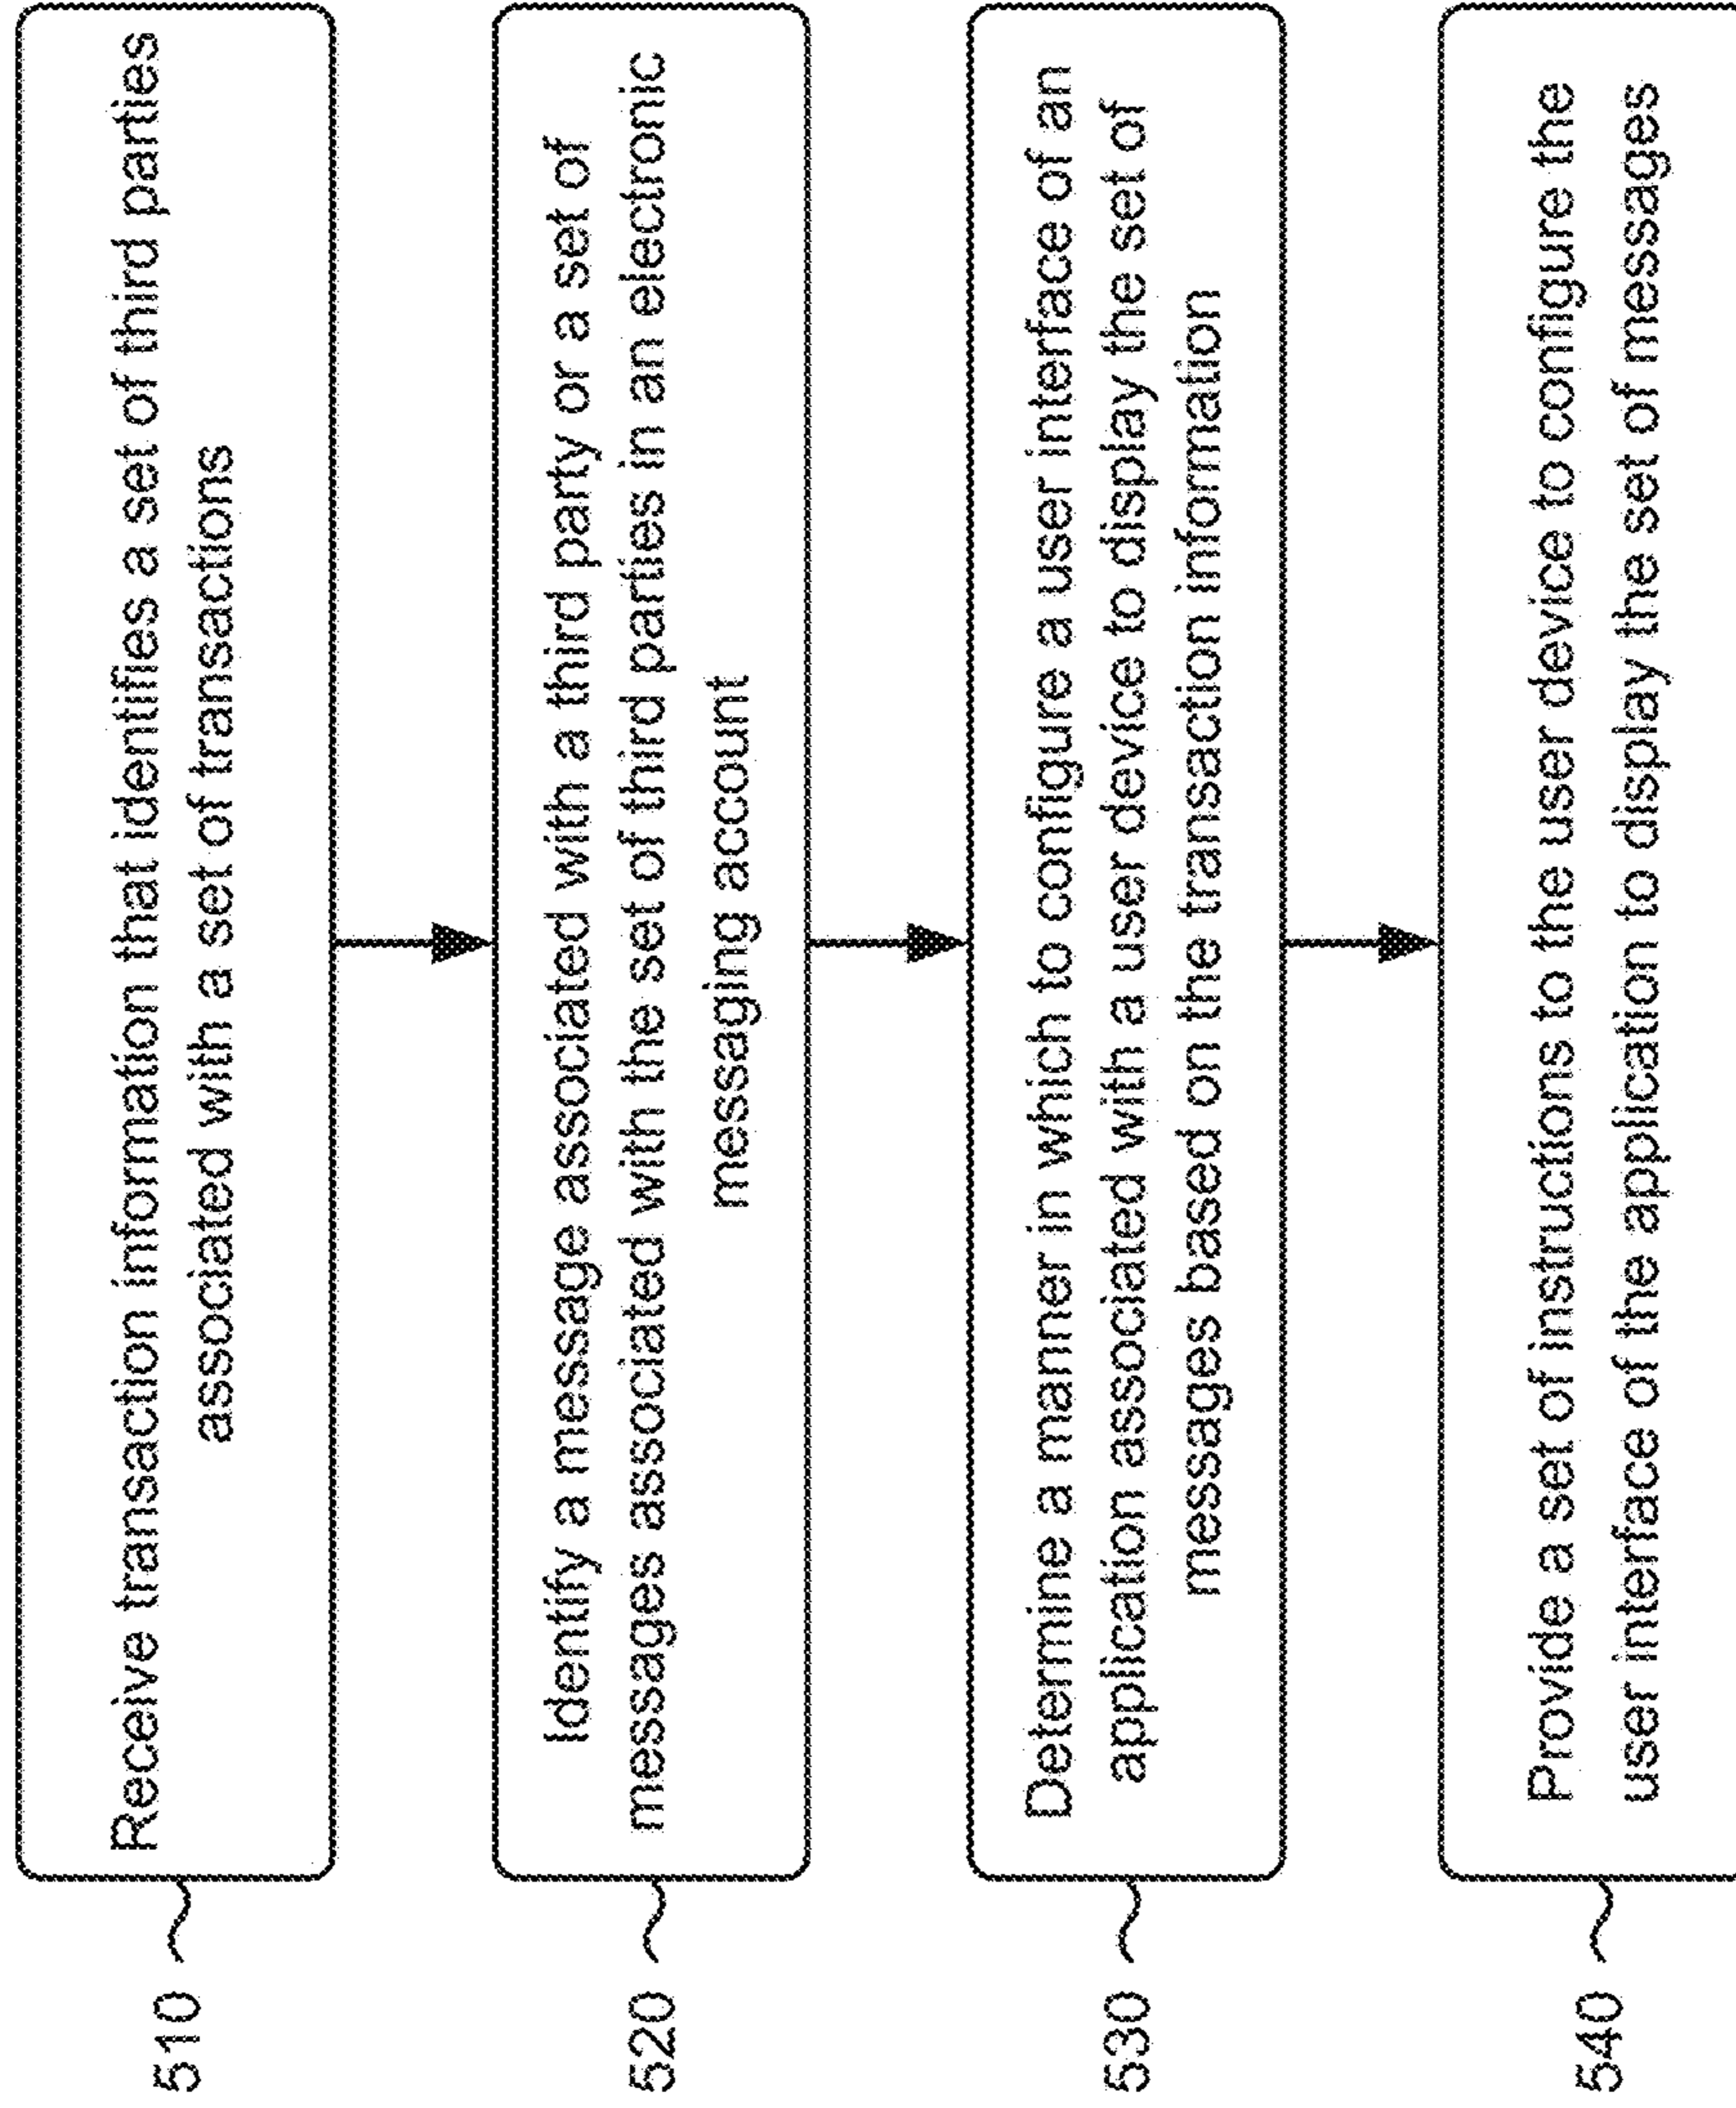 510
Receive transaction information that identifies a set of third parties
associated with a set of transactions
520
Identify a message associated with a third party or a set of
messages associated with the set of third parties in an electronic
messaging account
530
Determine a manner in which to configure a user interface of an
application associated with a user device to display the set of
messages based on the transaction information
540
Provide a set of instructions to the user device to configure the
user interface of the application to display the set of messages